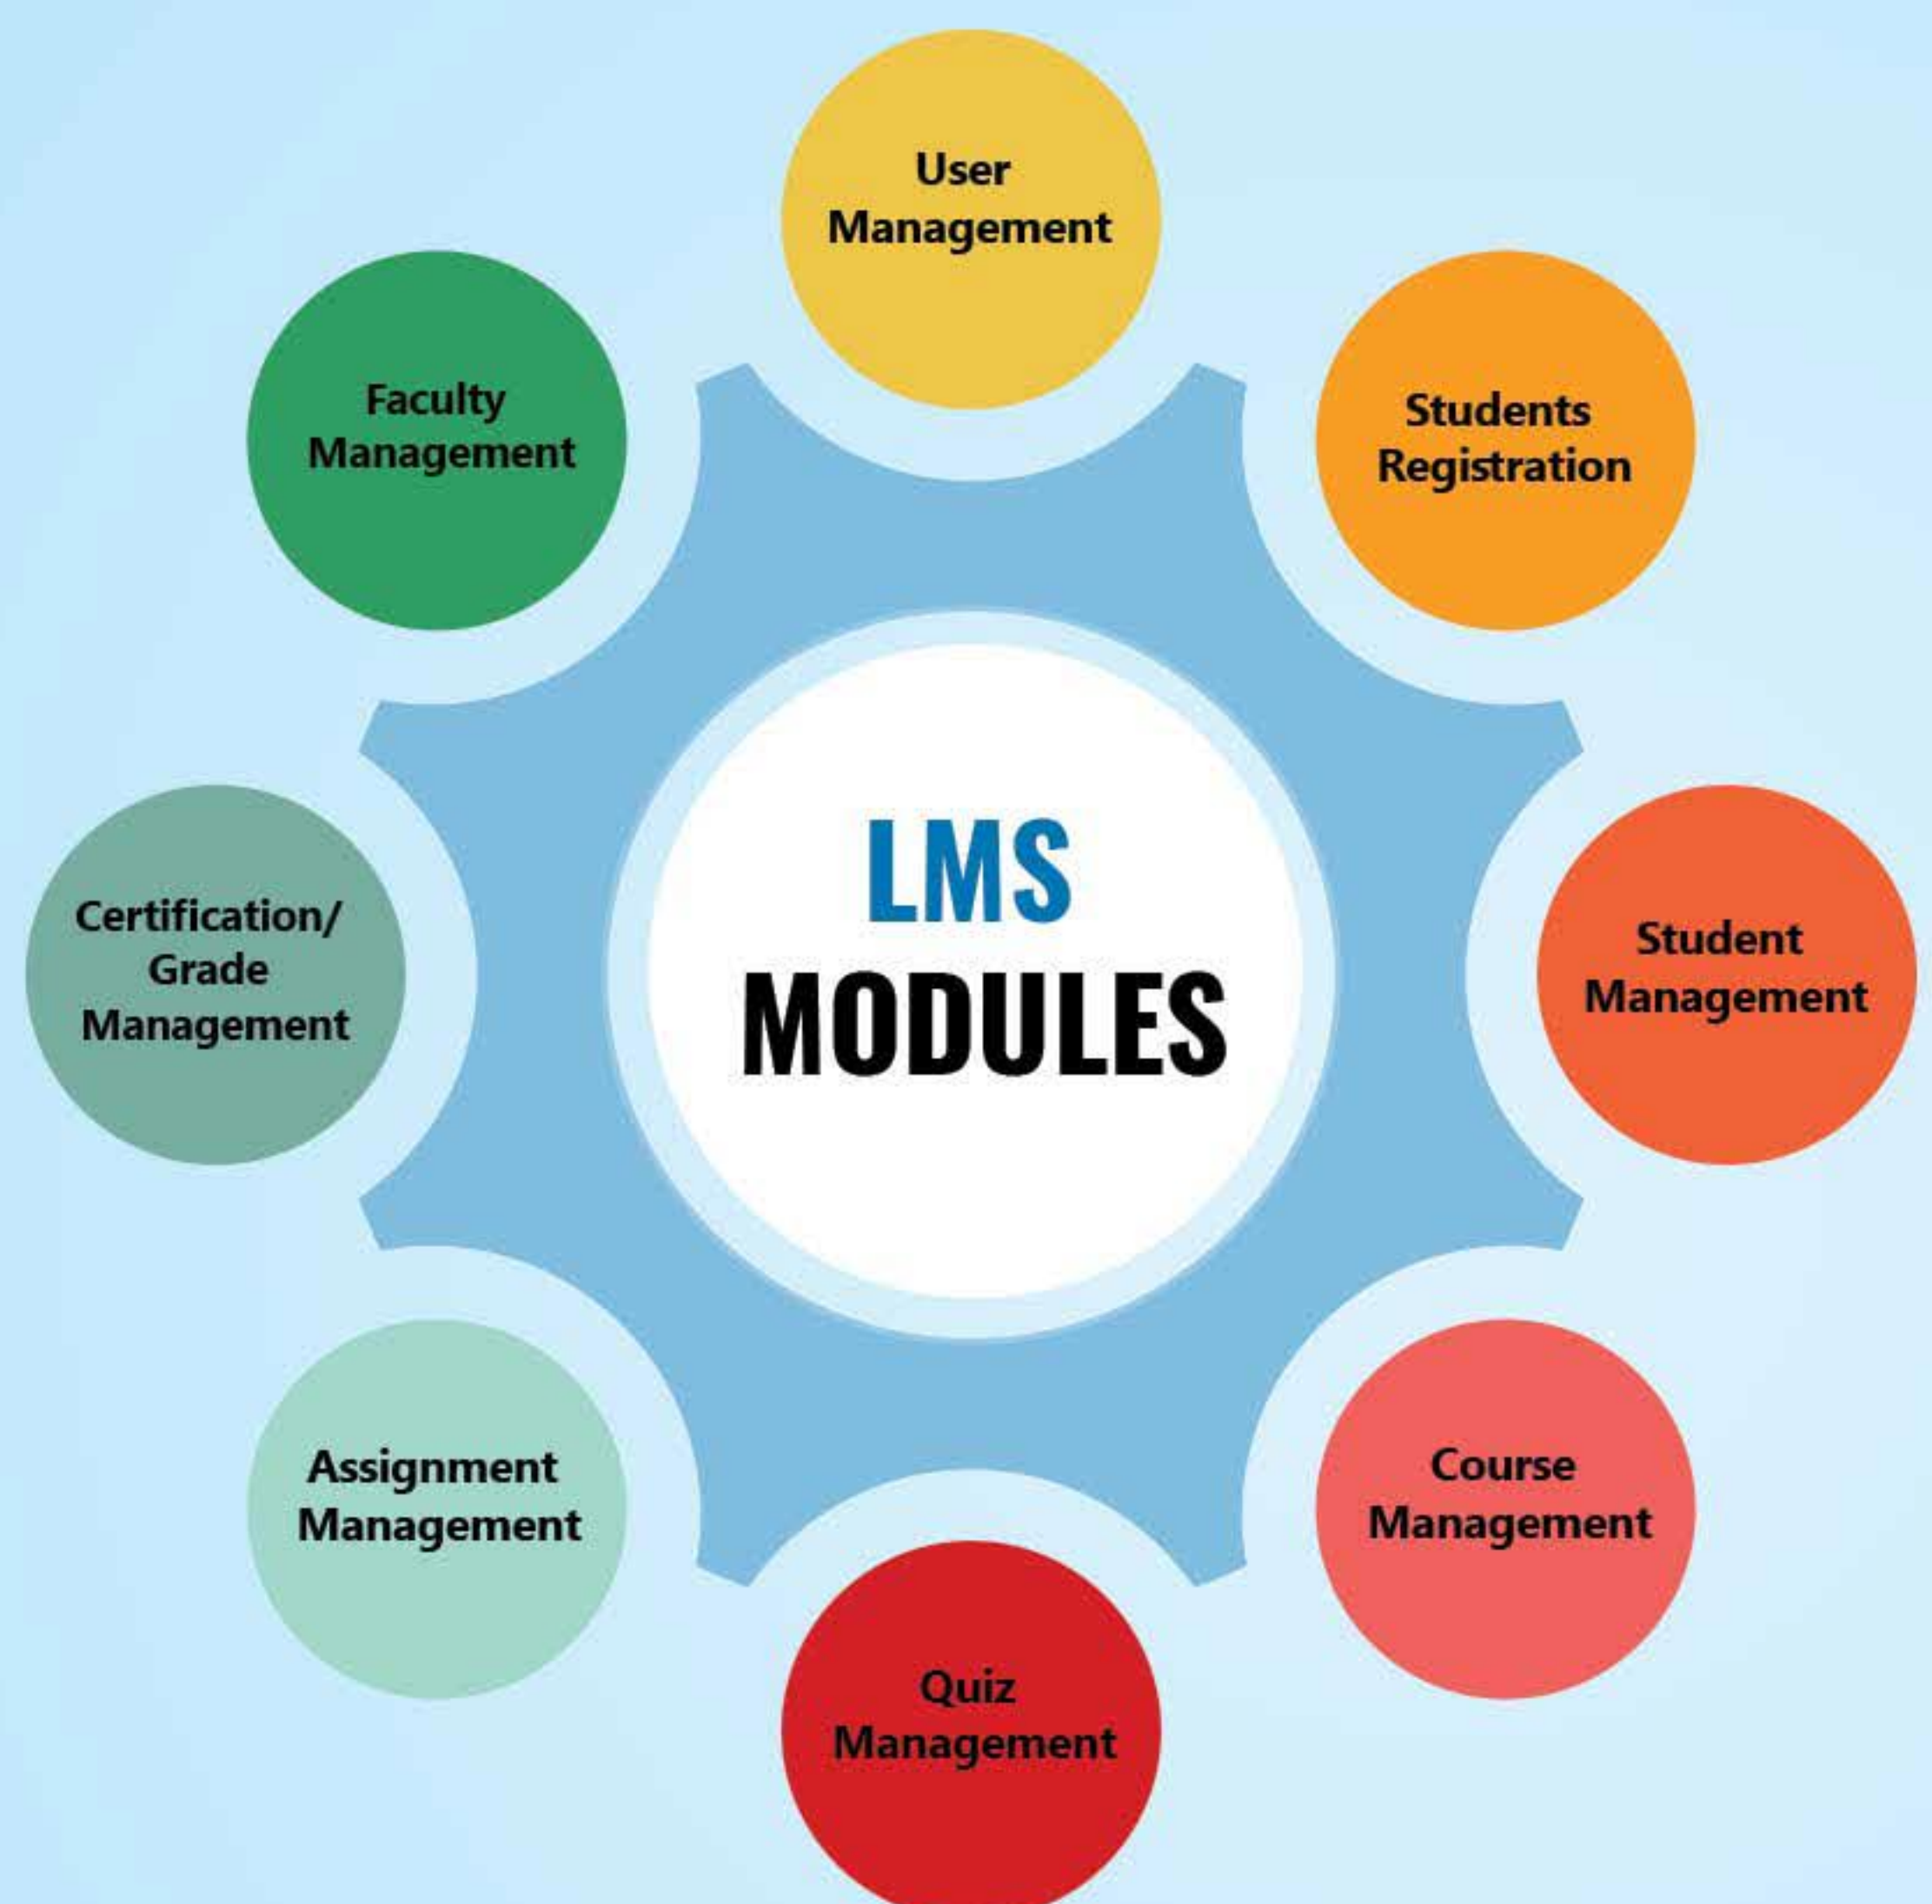 User
Management
Students
Registration
Student
Management
Course
Management
Quiz
Management
Assignment
Management
Certification/
Grade
Management
Faculty
Management
LMS
MODULES